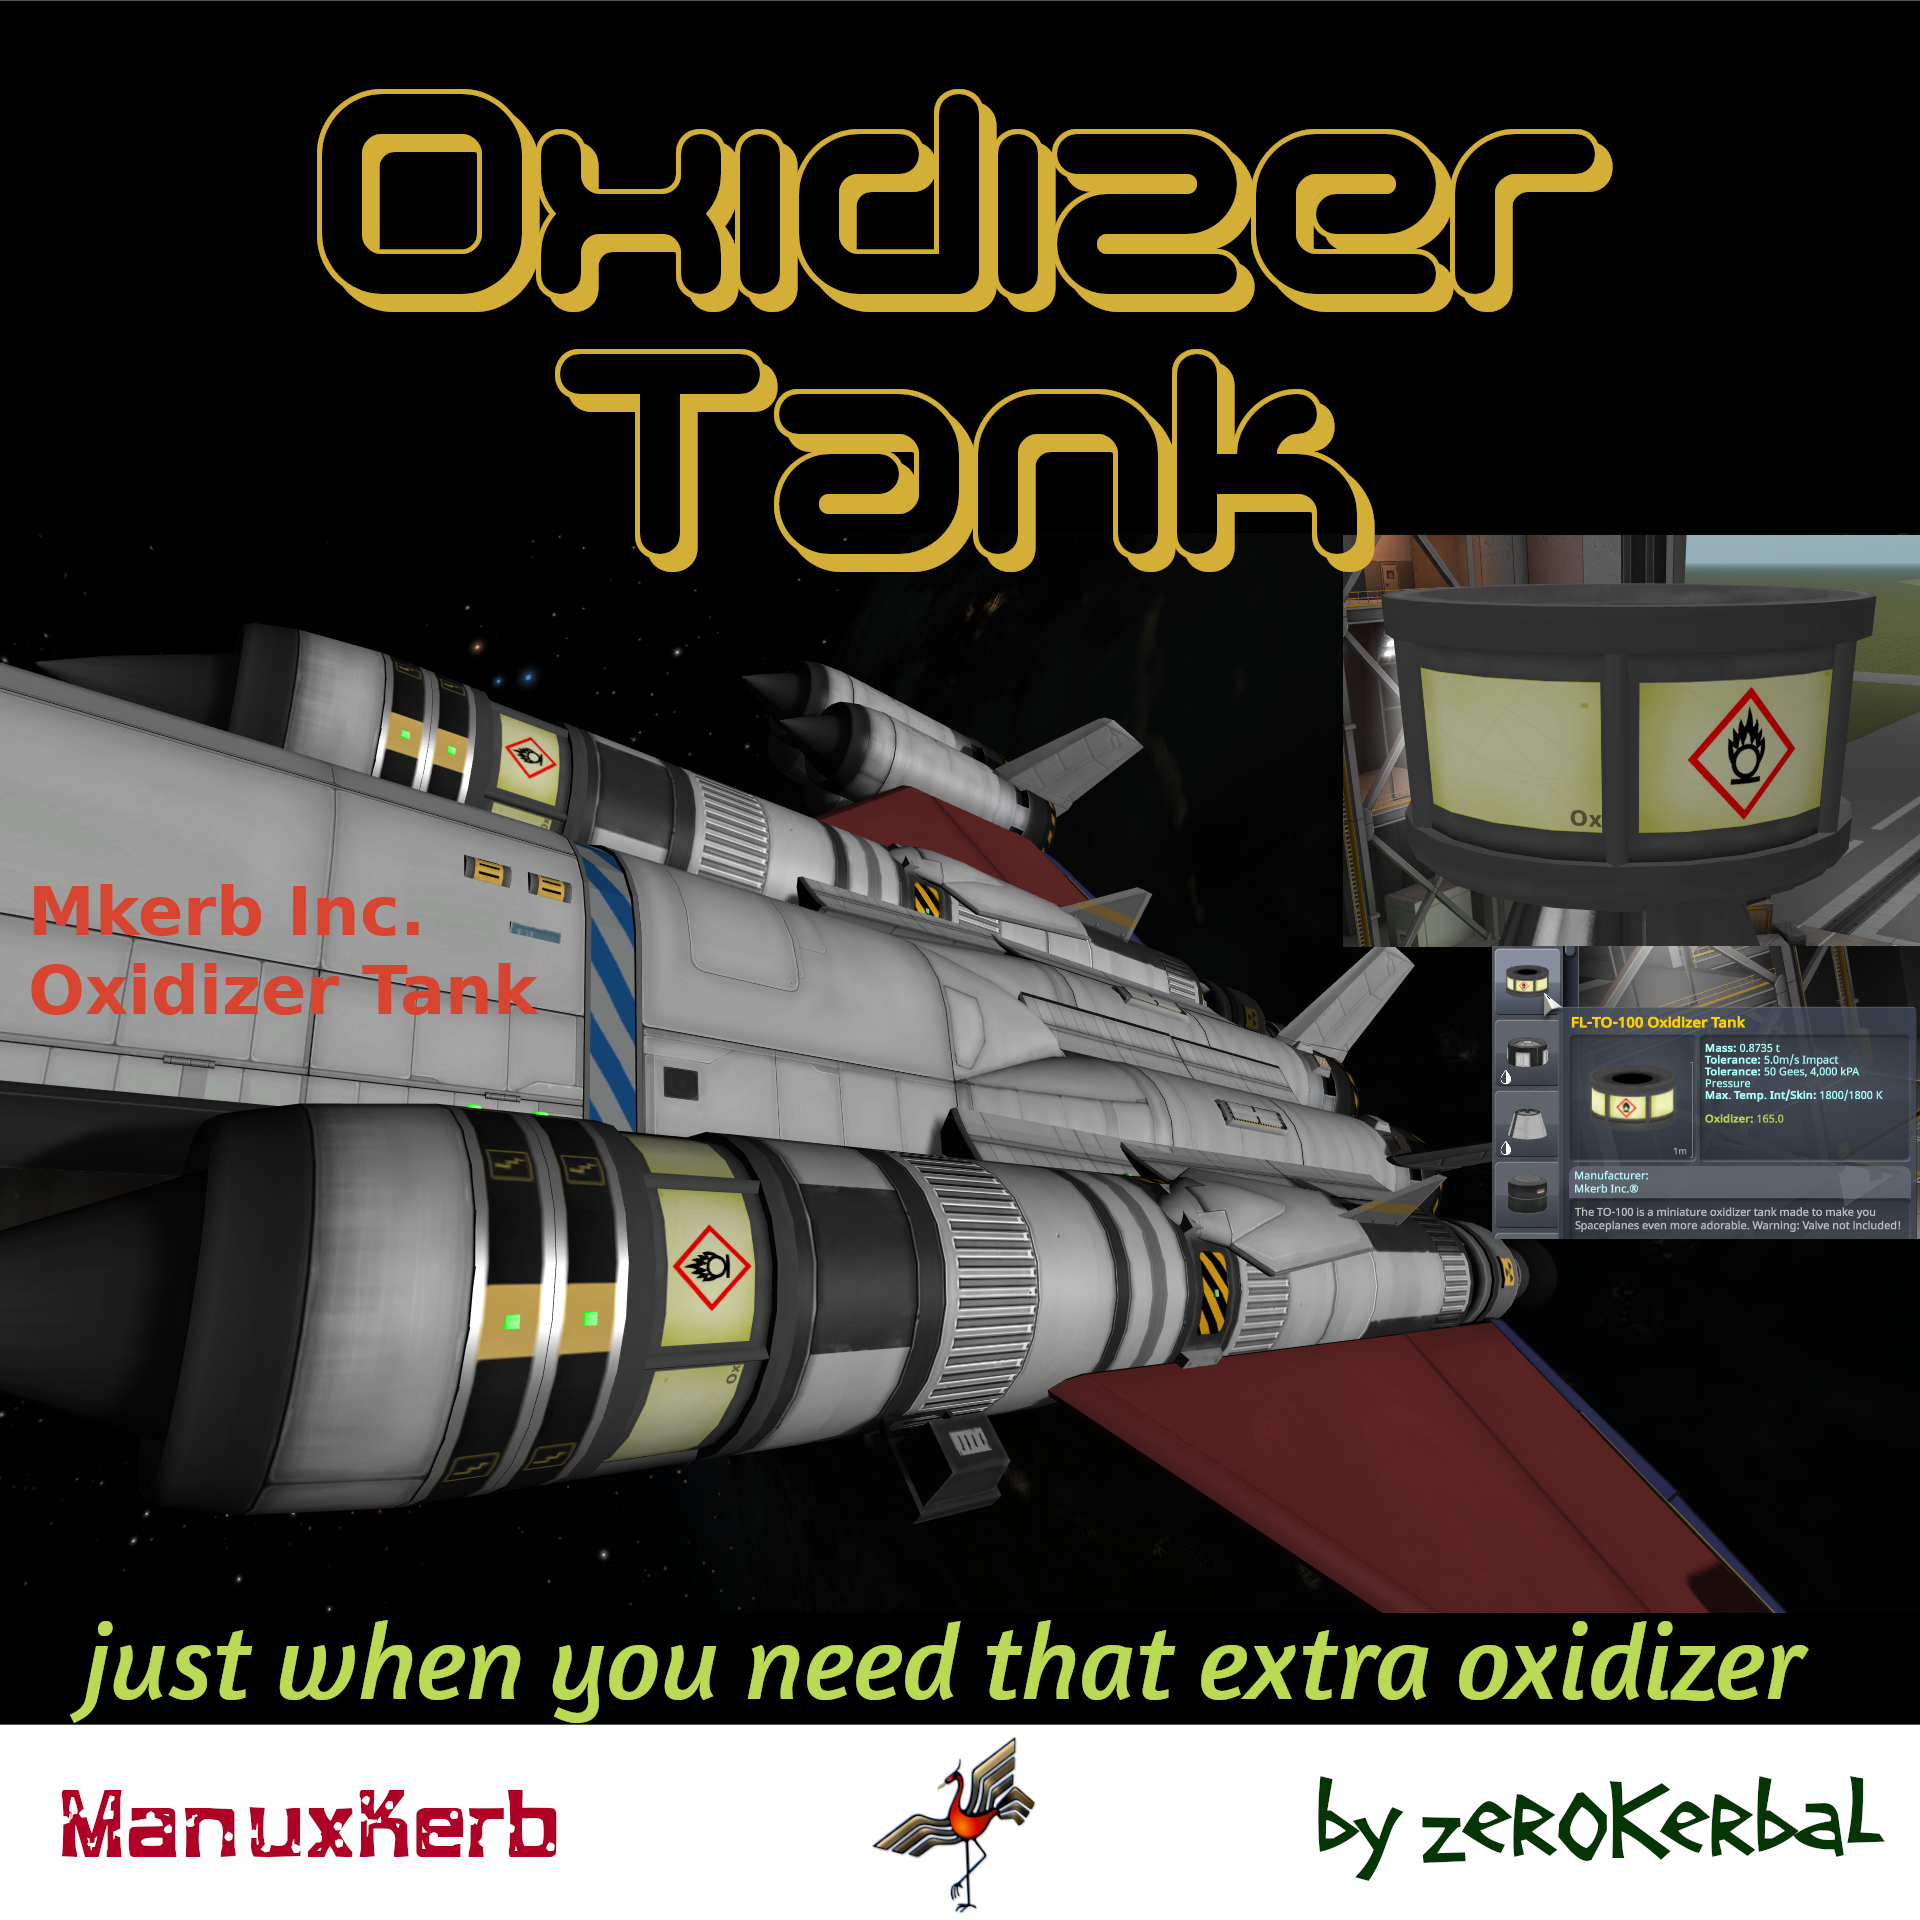 Oxidizer
Tank
Ox
Mkerb Inc.
Oxidizer Tank
FL-TO-100 Oxidizer Tank
Mass: 0.8735 t
Tolerance: 5.0m/s Impact
Tolerance: 50 Gees, 4,000 kPA
Pressure
Max. Temp. Int/Skin: 1800/1800 K
Oxidizer: 165.0
1m
Manufacturer:
Mkerb Inc.®
The TO-100 is a miniature oxidizer tank made to make you
Spaceplanes even more adorable. Warning: Valve not included!
Ox
just when you need that extra oxidizer
ManuxKerb
by zeroKerbal